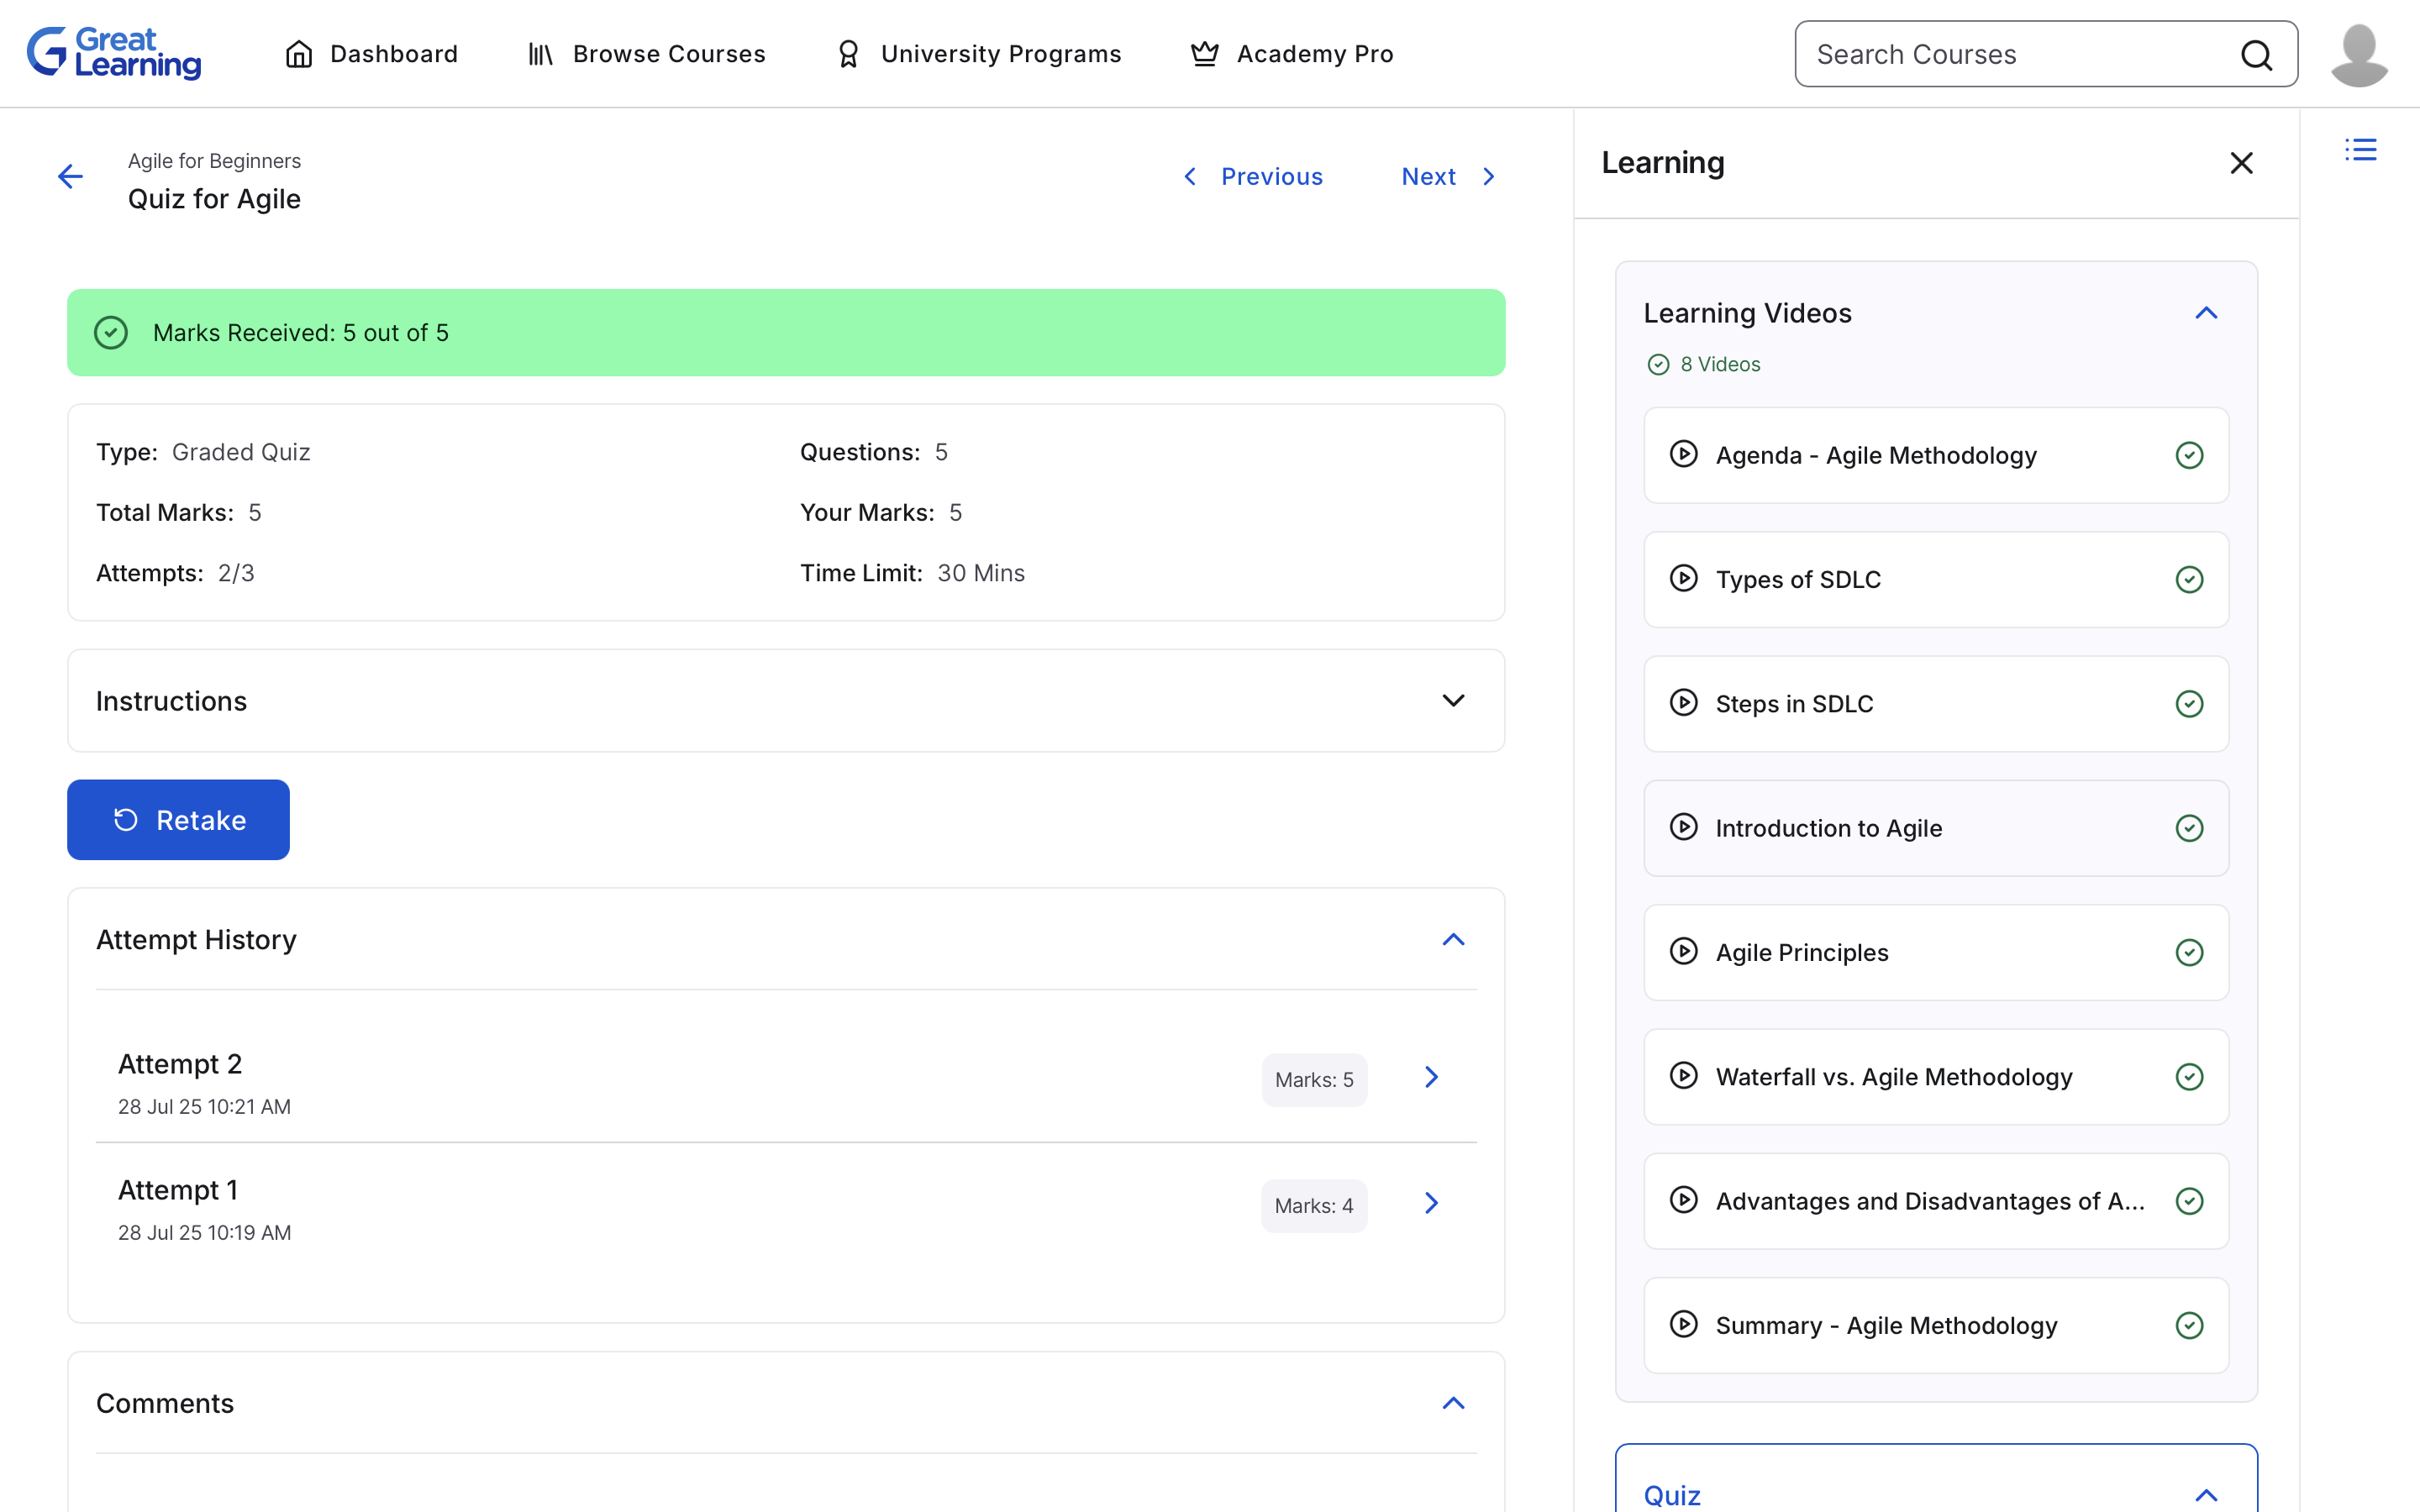 Great Learning
Dashboard
Browse Courses
University Programs
Academy Pro
Search Courses
Agile for Beginners
Quiz for Agile
Previous
Next
Marks Received: 5 out of 5
Type: Graded Quiz
Questions: 5
Total Marks: 5
Your Marks: 5
Attempts: 2/3
Time Limit: 30 Mins
Instructions
Retake
Attempt History
Attempt 2
28 Jul 25 10:21 AM
Marks: 5
Attempt 1
28 Jul 25 10:19 AM
Marks: 4
Comments
Learning
Learning Videos
8 Videos
Agenda - Agile Methodology
Types of SDLC
Steps in SDLC
Introduction to Agile
Agile Principles
Waterfall vs. Agile Methodology
Advantages and Disadvantages of A...
Summary - Agile Methodology
Quiz